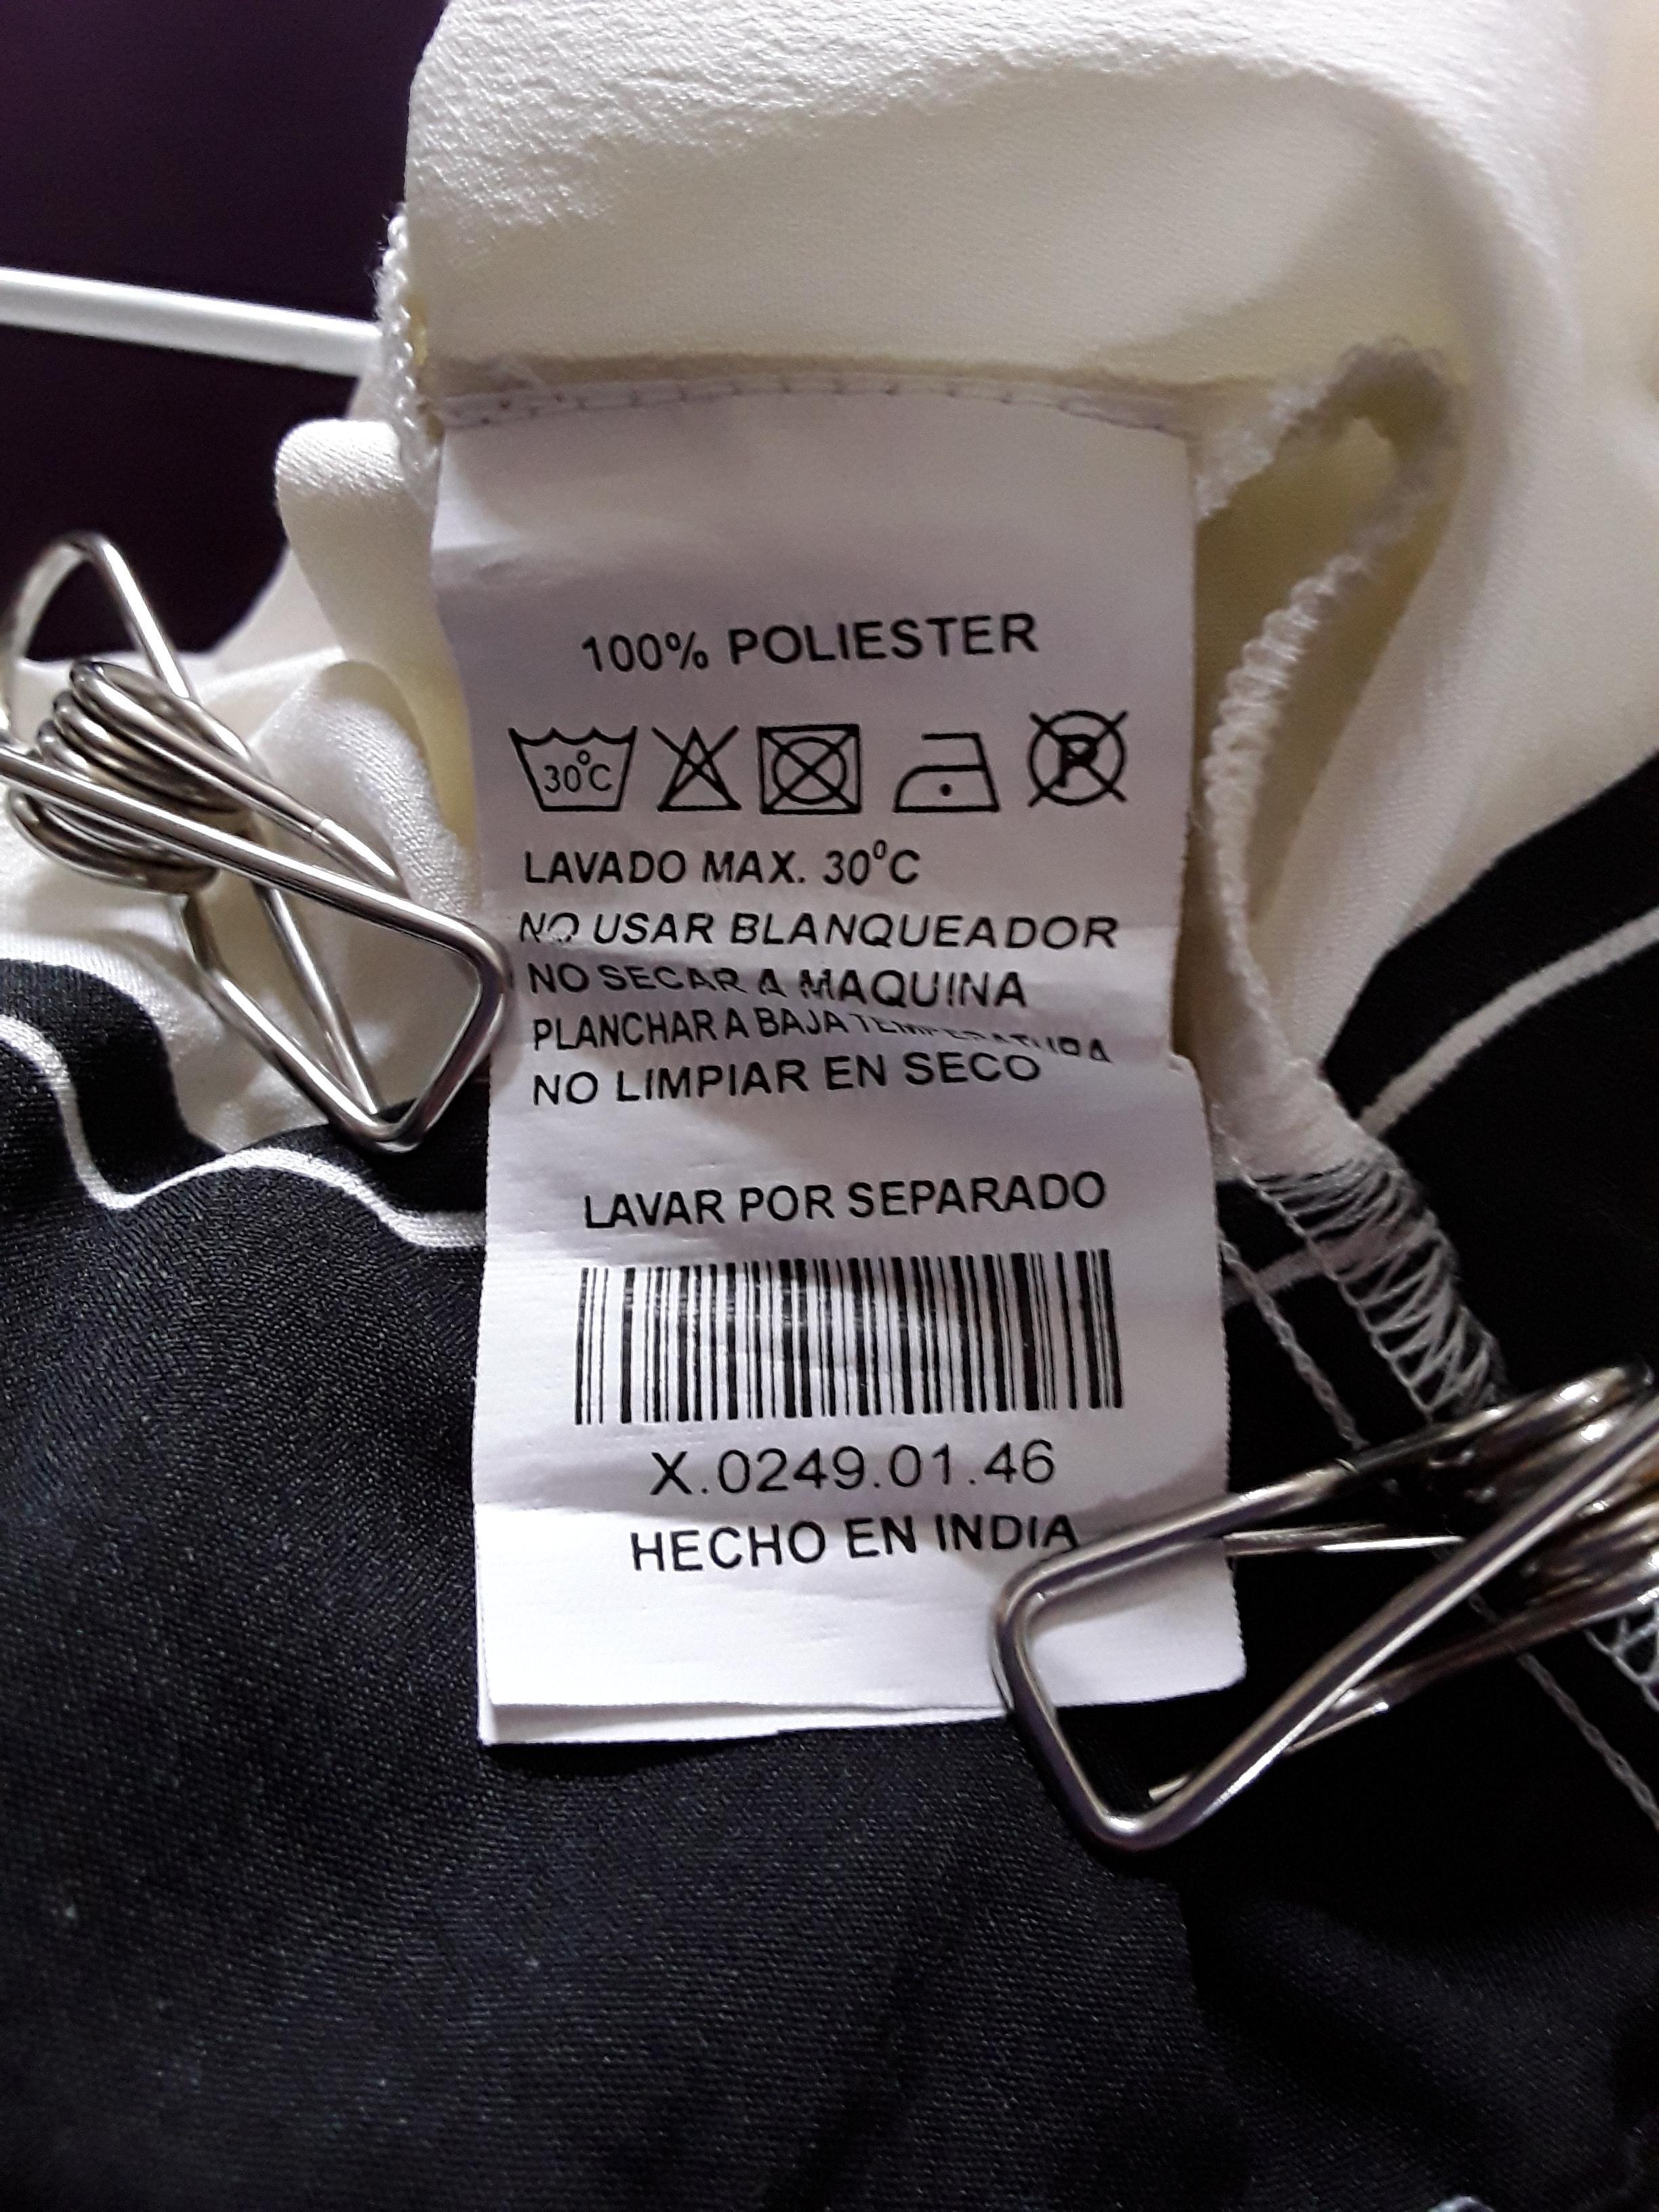 100% POLIESTER
30°C
P
LAVADO MAX. 30°C
NO USAR BLANQUEADOR
NO SECAR A MAQUINA
PLANCHAR A BAJA TEMPERATURA
NO LIMPIAR EN SECO
LAVAR POR SEPARADO
X.0249.01.46
HECHO EN INDIA